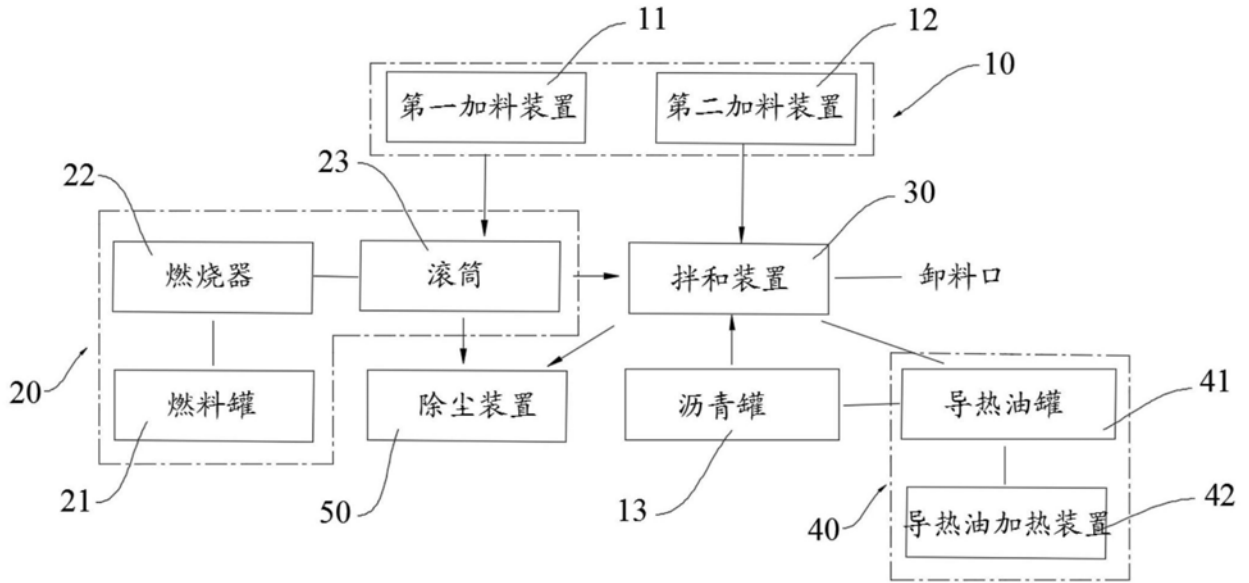 11
12
10
第一加料装置
第二加料装置
22
23
30
燃烧器
滚筒
拌和装置
卸料口
20
燃料罐
除尘装置
沥青罐
导热油罐
41
21
50
13
40
导热油加热装置
42